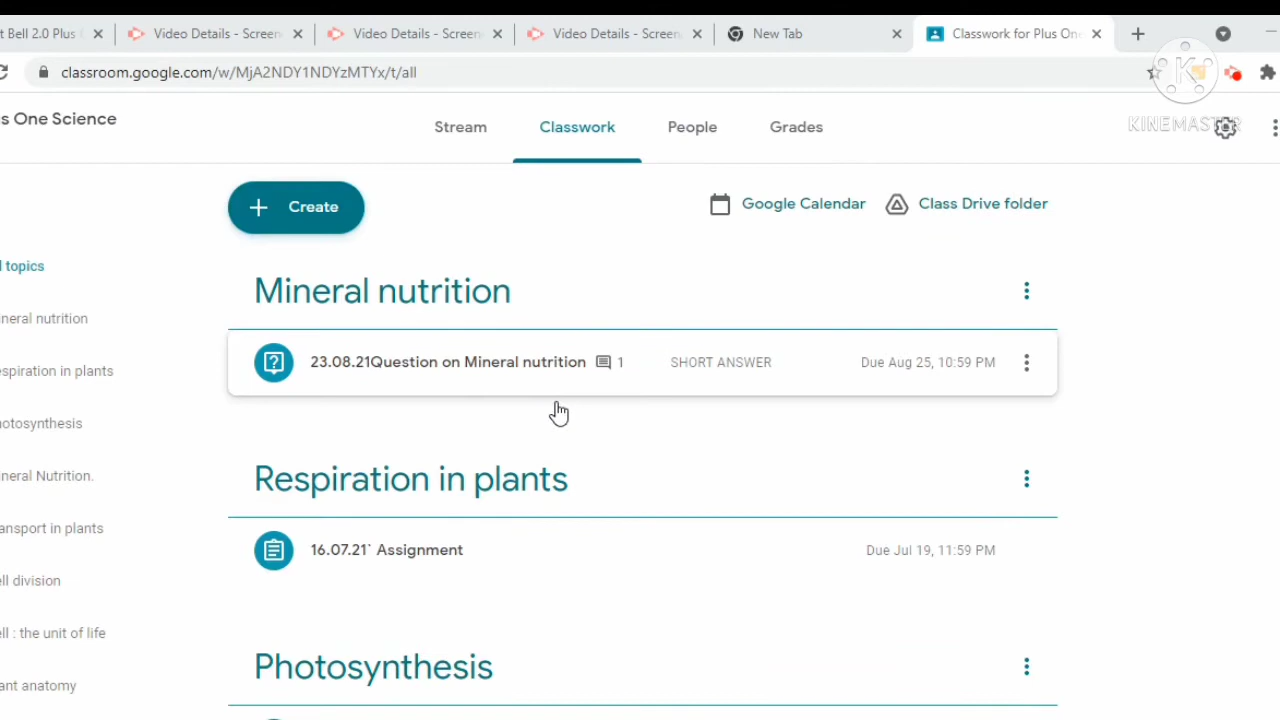 t Bell 2.0 Plus
Video Details - Screen
Video Details - Screen
Video Details - Screen
New Tab
Classwork for Plus One
classroom.google.com/w/MjA2NDY1NDYzMTYx/t/all
KINEMASTER
s One Science
Stream
Classwork
People
Grades
Create
Google Calendar
Class Drive folder
l topics
neral nutrition
espiration in plants
otosynthesis
neral Nutrition.
ansport in plants
ell division
ell : the unit of life
ant anatomy
Mineral nutrition
23.08.21Question on Mineral nutrition 1 SHORT ANSWER Due Aug 25, 10:59 PM
Respiration in plants
16.07.21` Assignment Due Jul 19, 11:59 PM
Photosynthesis